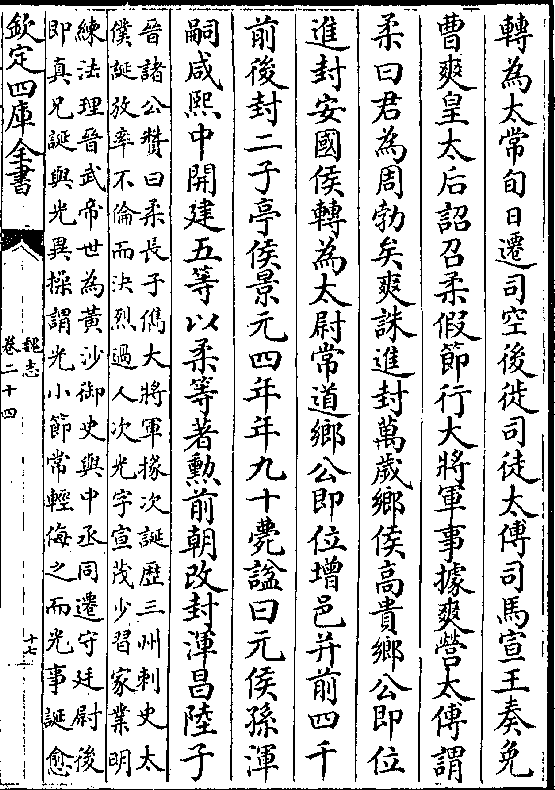 轉為太常旬日遷司空後徙司徒太傅司馬宣王奏免
曹爽皇太后詔召柔假節行大將軍事據爽營太傅謂
柔曰君為周勃矣爽誅進封萬歲鄉侯高貴鄉公即位
進封安國侯轉為太尉常道鄉公即位增邑并前四千
前後封二子亭侯景元四年年九十薨諡曰元侯孫渾
嗣咸熙中開建五等以柔等著勲前朝改封渾昌陸子
晉諸公贊曰柔長子儁大將軍掾次誕歷三州刺史太
僕誕放率不倫而決烈過人次光字宣茂少習家業明
練法理晉武帝世為黃沙御史與中丞同遷守廷尉後
即真兄誕與光異操謂光小節常輕侮之而光事誕愈
欽定四庫全書
魏志
卷二十四
十七